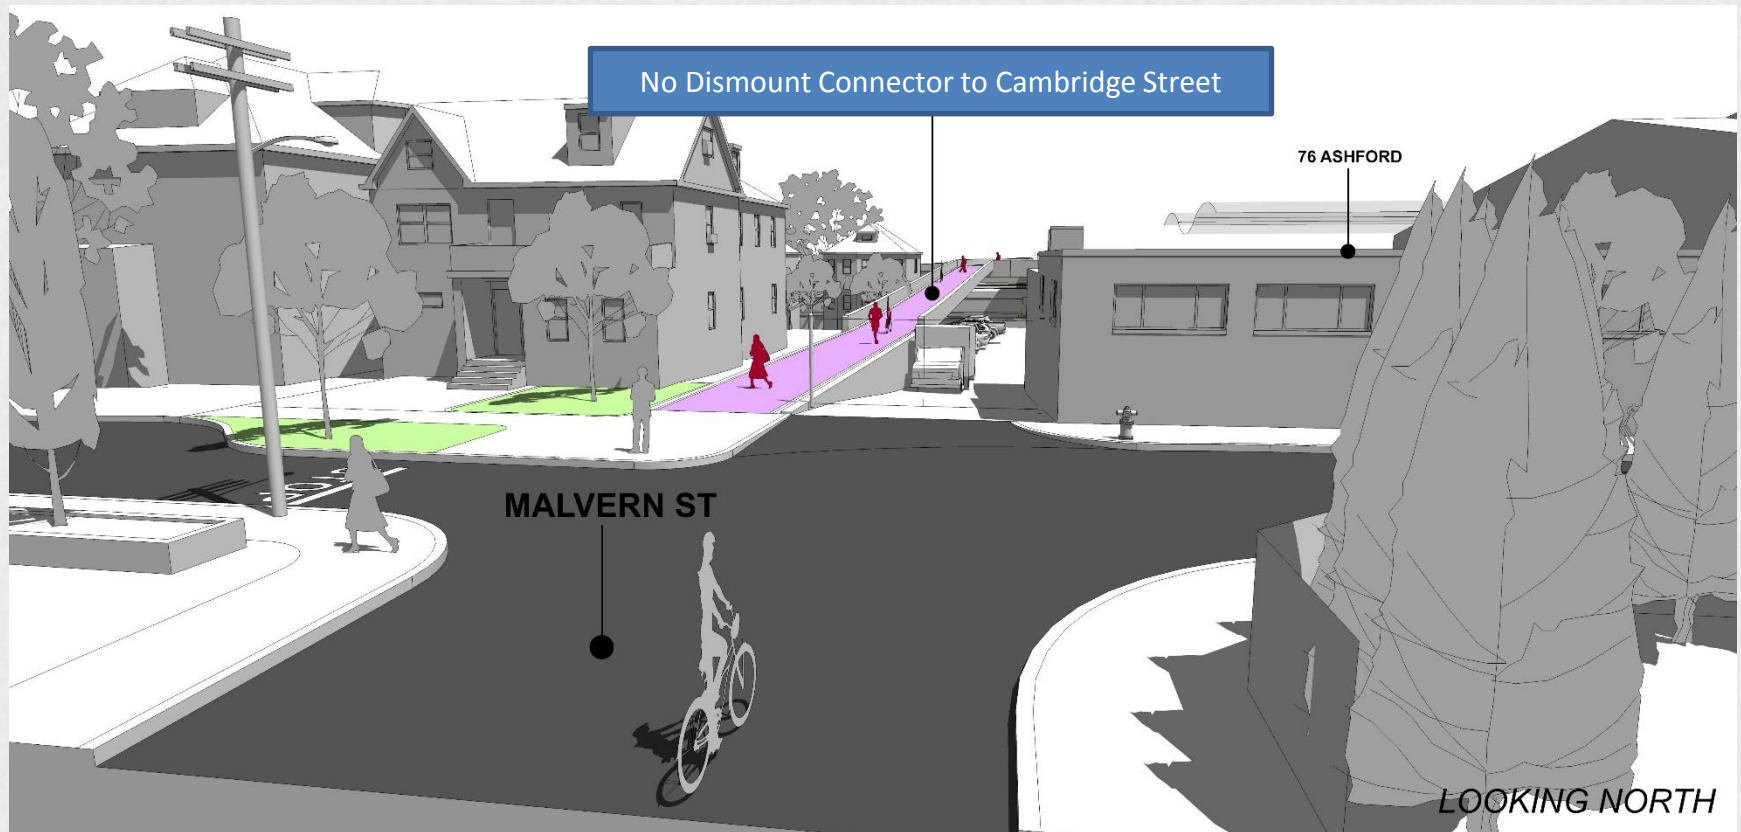 No Dismount Connector to Cambridge Street
76 ASHFORD
MALVERN ST
LOOKING NORTH